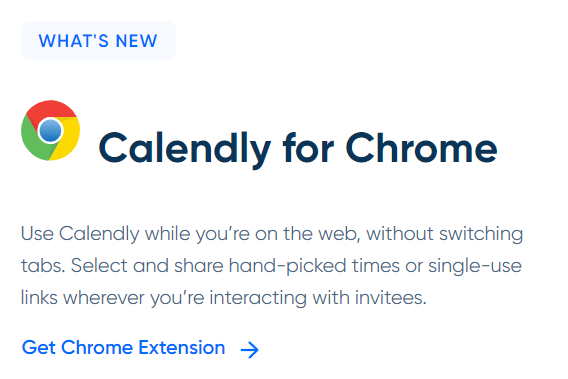 WHAT'S NEW
Calendly for Chrome
Use Calendly while you’re on the web, without switching
tabs. Select and share hand-picked times or single-use
links wherever you’re interacting with invitees.
Get Chrome Extension →